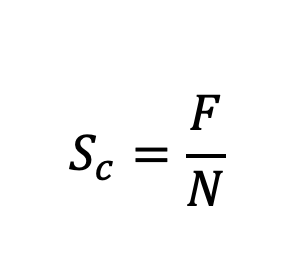 S_c = F/N